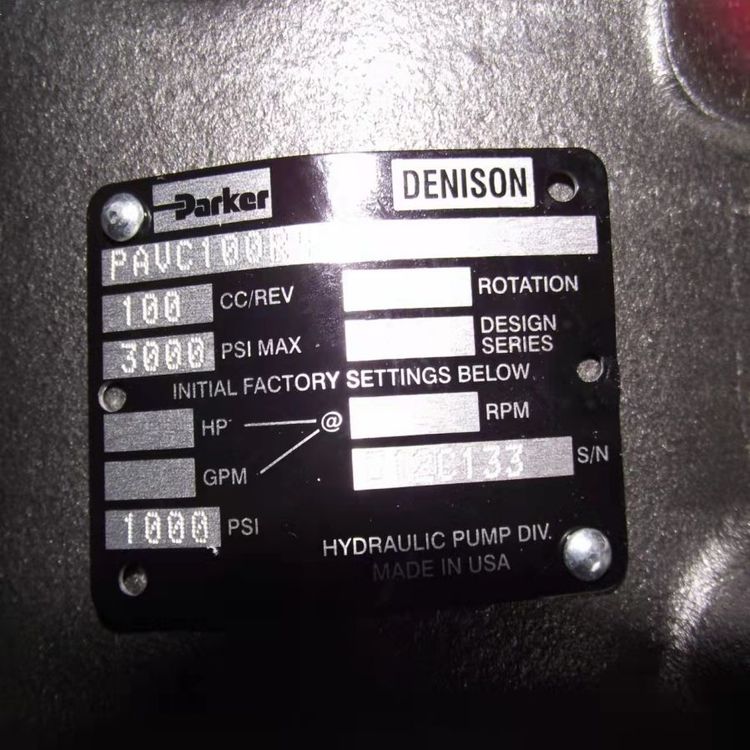 Parker DENISON
PAVC100
100 CC/REV ROTATION
3000 PSI MAX DESIGN SERIES
INITIAL FACTORY SETTINGS BELOW
HP @ RPM
GPM S/N
1000 PSI
HYDRAULIC PUMP DIV.
MADE IN USA